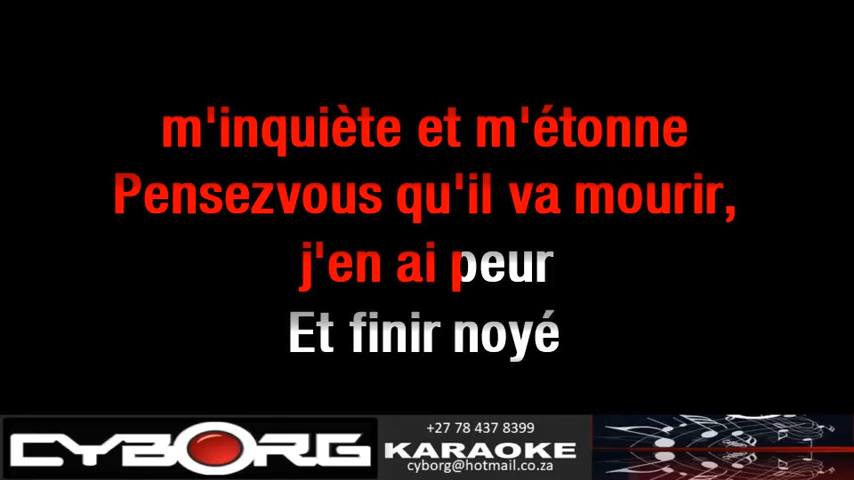 m'inquiète et m'étonne
Pensezvous qu'il va mourir,
j'en ai peur
Et finir noyé
CYBORG
+27 78 437 8399
KARAOKE
cyborg@hotmail.co.za